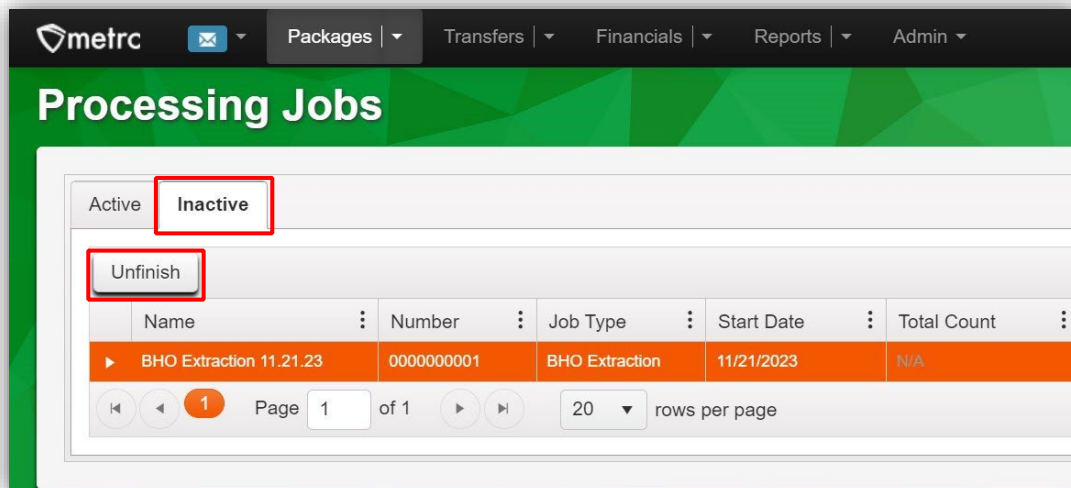 metrc Packages | Transfers | Financials | Reports | Admin
Processing Jobs
Active Inactive
Unfinish
Name Number Job Type Start Date Total Count
BHO Extraction 11.21.23 0000000001 BHO Extraction 11/21/2023 N/A
1 Page 1 of 1 20 rows per page